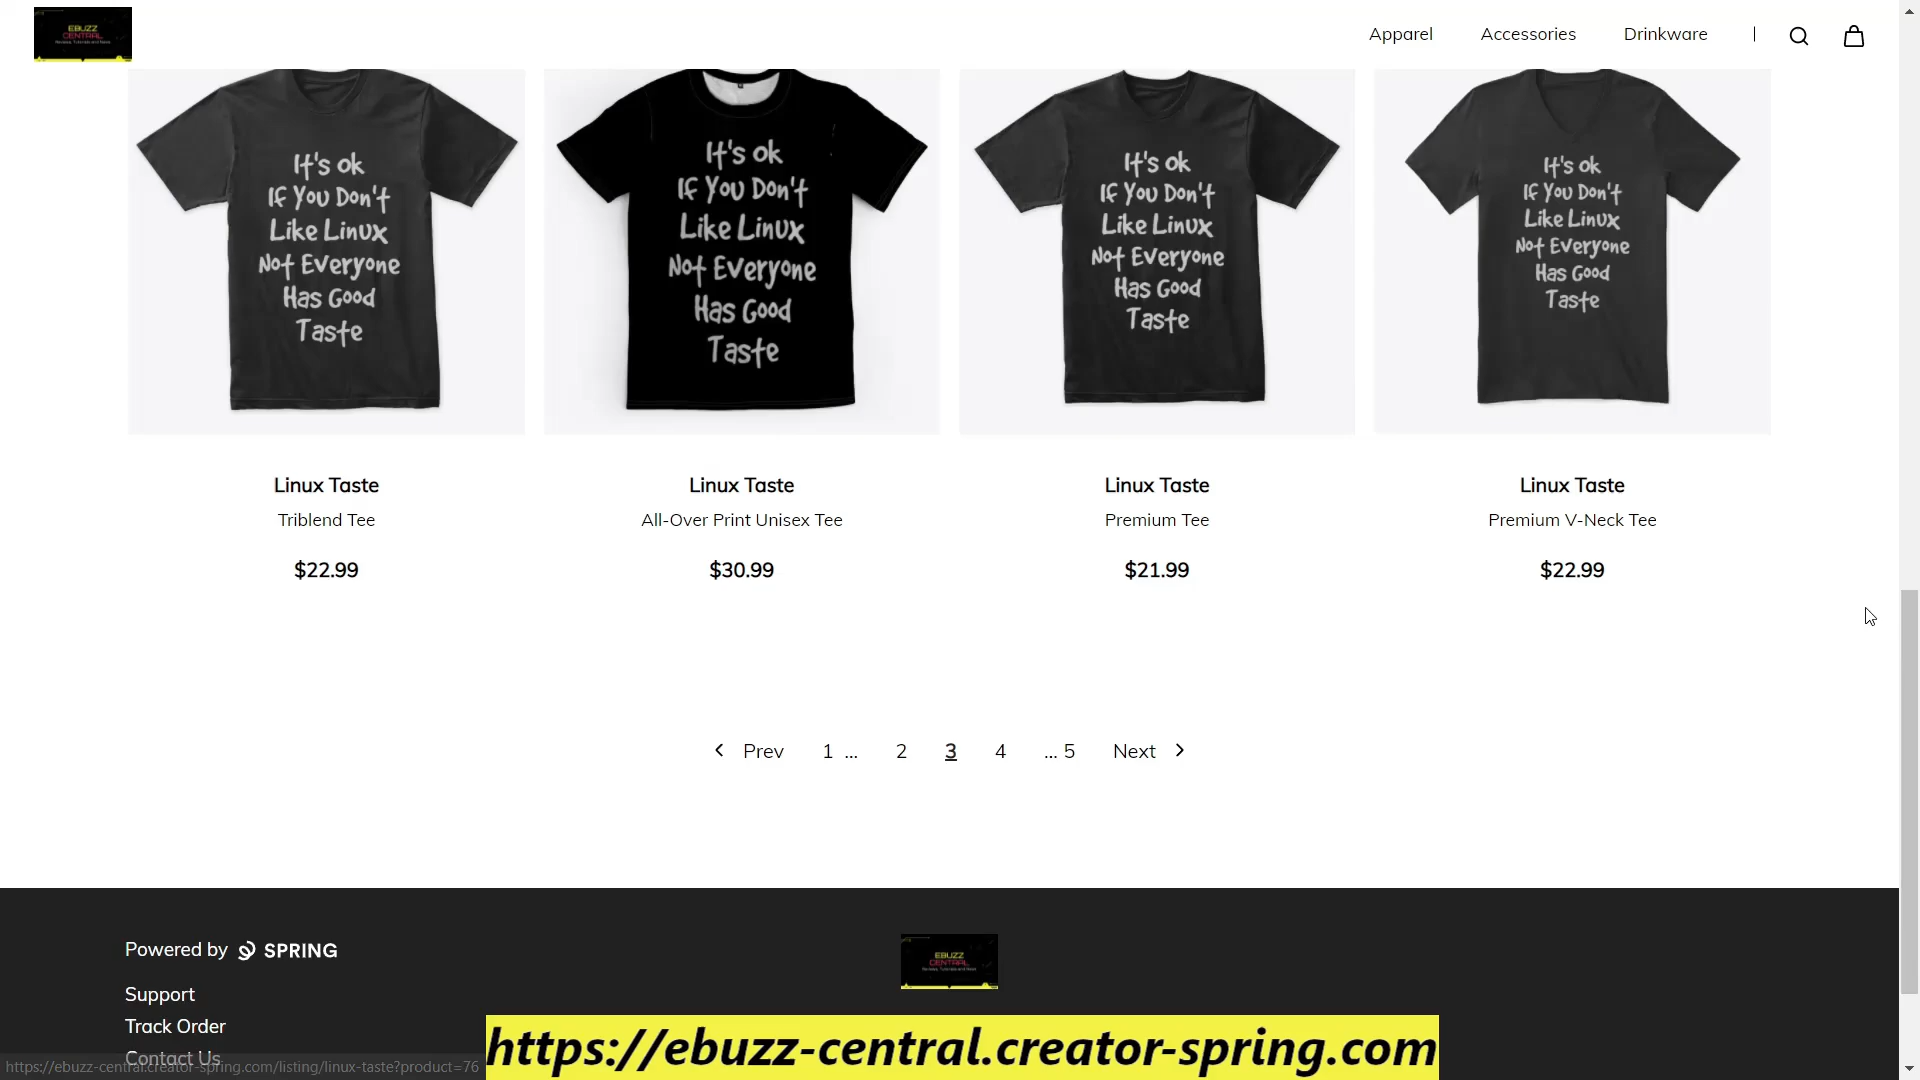 EBUZZ
CENTRAL
Apparel
Accessories
Drinkware
It's ok
If You Don't
Like Linux
Not Everyone
Has Good
Taste
It's ok
If You Don't
Like Linux
Not Everyone
Has Good
Taste
It's ok
If You Don't
Like Linux
Not Everyone
Has Good
Taste
It's ok
If You Don't
Like Linux
Not Everyone
Has Good
Taste
Linux Taste
Triblend Tee
$22.99
Linux Taste
All-Over Print Unisex Tee
$30.99
Linux Taste
Premium Tee
$21.99
Linux Taste
Premium V-Neck Tee
$22.99
Prev 1 ... 2 3 4 ... 5 Next
Powered by SPRING
EBUZZ
CENTRAL
Support
Track Order
Contact Us
https://ebuzz-central.creator-spring.com/listing/linux-taste?product=76
https://ebuzz-central.creator-spring.com